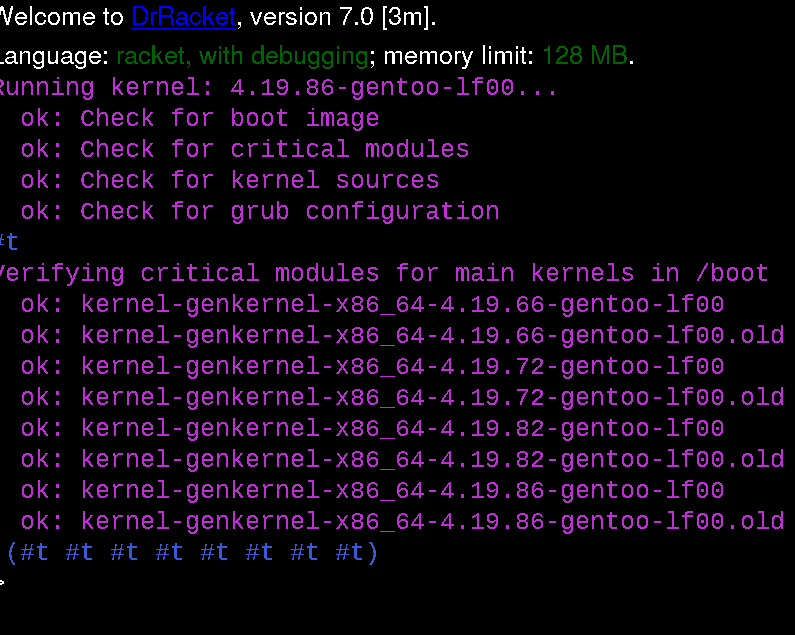 Welcome to DrRacket, version 7.0 [3m].
Language: racket, with debugging; memory limit: 128 MB.
Running kernel: 4.19.86-gentoo-lf00...
  ok: Check for boot image
  ok: Check for critical modules
  ok: Check for kernel sources
  ok: Check for grub configuration
#t
Verifying critical modules for main kernels in /boot
  ok: kernel-genkernel-x86_64-4.19.66-gentoo-lf00
  ok: kernel-genkernel-x86_64-4.19.66-gentoo-lf00.old
  ok: kernel-genkernel-x86_64-4.19.72-gentoo-lf00
  ok: kernel-genkernel-x86_64-4.19.72-gentoo-lf00.old
  ok: kernel-genkernel-x86_64-4.19.82-gentoo-lf00
  ok: kernel-genkernel-x86_64-4.19.82-gentoo-lf00.old
  ok: kernel-genkernel-x86_64-4.19.86-gentoo-lf00
  ok: kernel-genkernel-x86_64-4.19.86-gentoo-lf00.old
(#t #t #t #t #t #t #t #t)
>